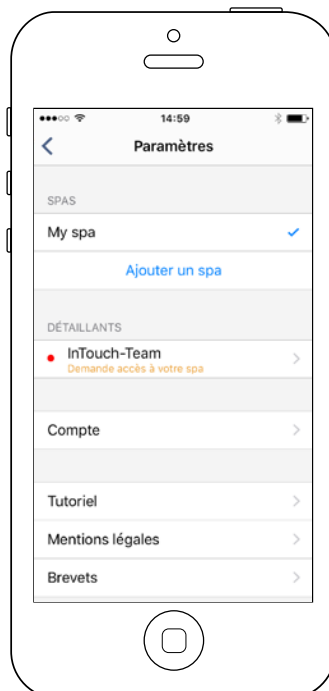 14:59
Paramètres
SPAS
My spa
Ajouter un spa
DÉTAILLANTS
InTouch-Team
Demande accès à votre spa
Compte
Tutoriel
Mentions légales
Brevets